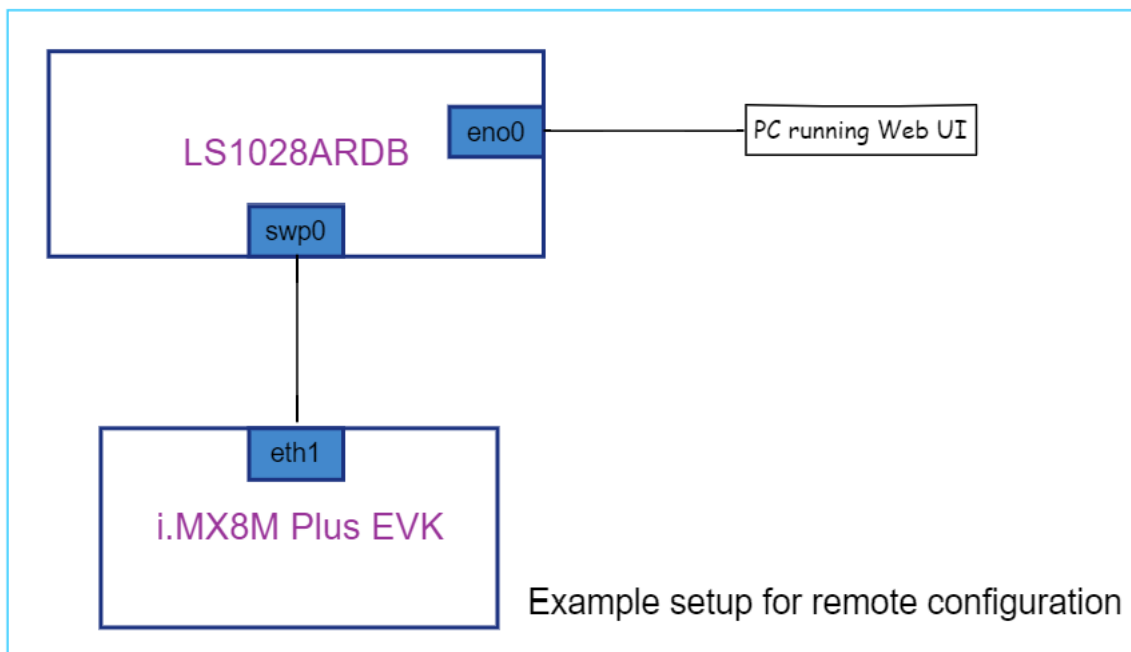 LS1028ARDB
eno0
PC running Web UI
swp0
eth1
i.MX8M Plus EVK
Example setup for remote configuration